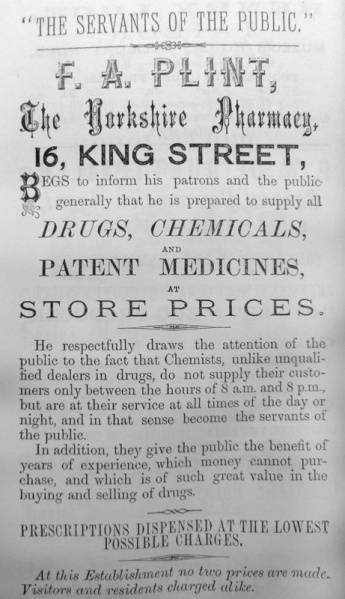 "THE SERVANTS OF THE PUBLIC."
F. A. PLINT,
The Yorkshire Pharmacy,
16, KING STREET,
BEGS to inform his patrons and the public
generally that he is prepared to supply all
DRUGS, CHEMICALS,
AND
PATENT MEDICINES,
AT
STORE PRICES.
He respectfully draws the attention of the
public to the fact that Chemists, unlike unquali-
fied dealers in drugs, do not supply their custo-
mers only between the hours of 8 a.m. and 8 p.m.,
but are at their service at all times of the day or
night, and in that sense become the servants of
the public.
In addition, they give the public the benefit of
years of experience, which money cannot pur-
chase, and which is of such great value in the
buying and selling of drugs.
PRESCRIPTIONS DISPENSED AT THE LOWEST
POSSIBLE CHARGES.
At this Establishment no two prices are made.
Visitors and residents charged alike.